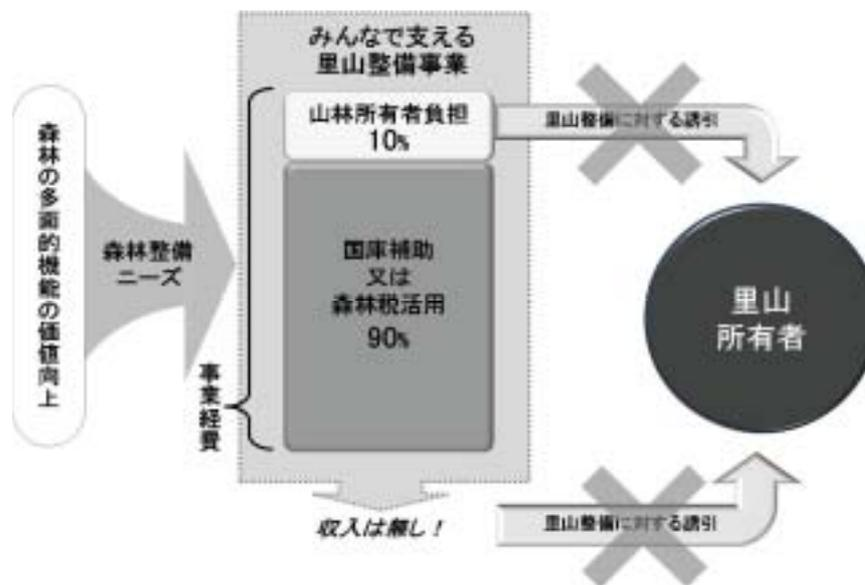 みんなで支える
里山整備事業
山林所有者負担
10%
里山整備に対する誘引
森林の多面的機能の価値向上
森林整備
ニーズ
国庫補助
又は
森林税活用
90%
里山
所有者
事業経費
収入は無し！
里山整備に対する誘引